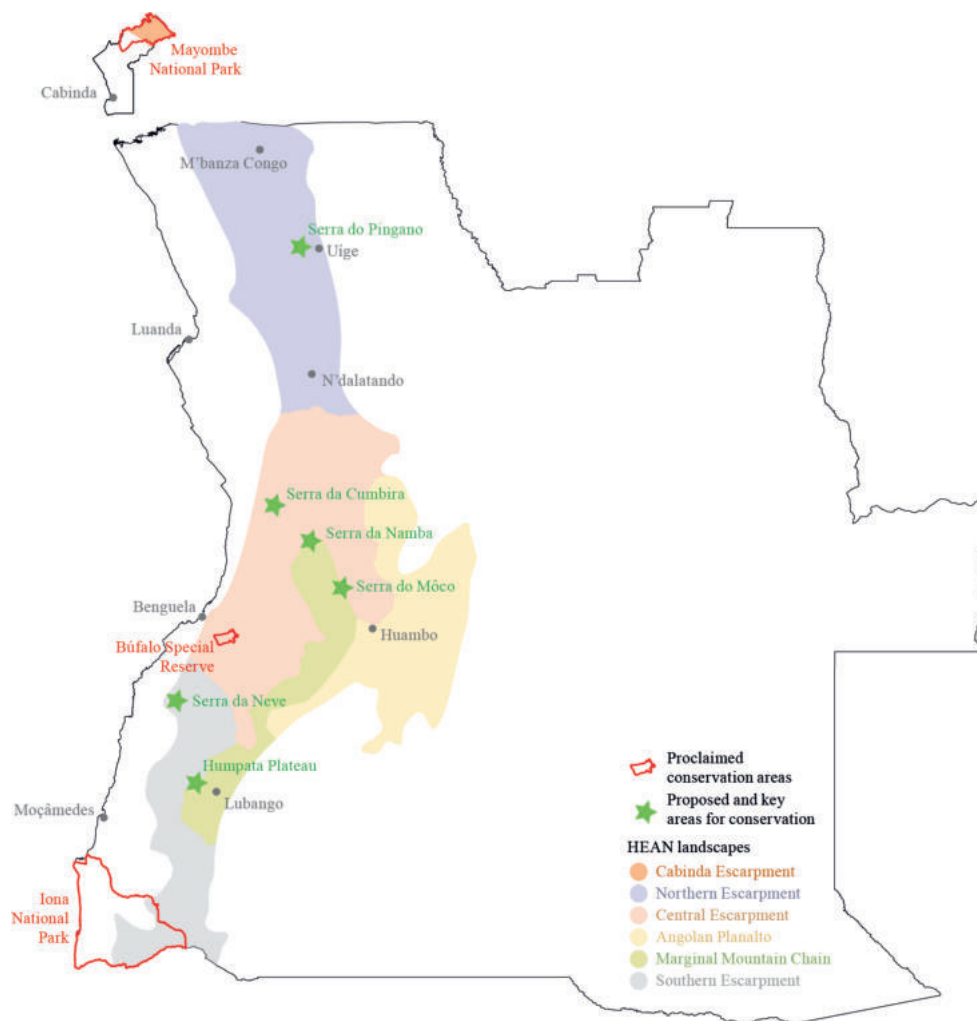 Mayombe
National Park
Cabinda
M'banza Congo
Serra do Pingano
Uíge
Luanda
N'dalatando
Serra da Cumbira
Serra da Namba
Serra do Môco
Benguela
Huambo
Búfalo Special
Reserve
Serra da Neve
Humpata Plateau
Lubango
Moçâmedes
Iona
National
Park
Proclaimed
conservation areas
Proposed and key
areas for conservation
HEAN landscapes
Cabinda Escarpment
Northern Escarpment
Central Escarpment
Angolan Planalto
Marginal Mountain Chain
Southern Escarpment